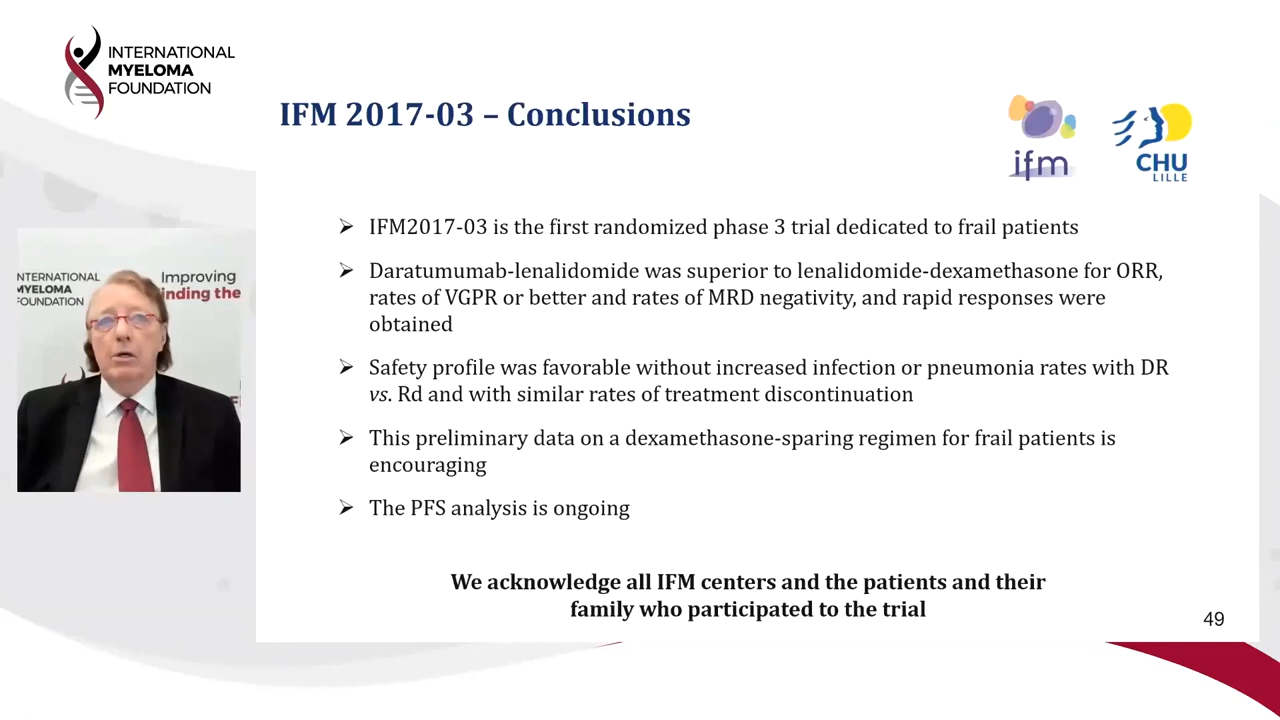 INTERNATIONAL
MYELOMA
FOUNDATION
IFM 2017-03 – Conclusions
ifm
CHU
LILLE
➢ IFM2017-03 is the first randomized phase 3 trial dedicated to frail patients
➢ Daratumumab-lenalidomide was superior to lenalidomide-dexamethasone for ORR,
rates of VGPR or better and rates of MRD negativity, and rapid responses were
obtained
➢ Safety profile was favorable without increased infection or pneumonia rates with DR
vs. Rd and with similar rates of treatment discontinuation
➢ This preliminary data on a dexamethasone-sparing regimen for frail patients is
encouraging
➢ The PFS analysis is ongoing
We acknowledge all IFM centers and the patients and their
family who participated to the trial
49
NTERNATIONAL
MYELOMA
FOUNDATION
Improving
inding the